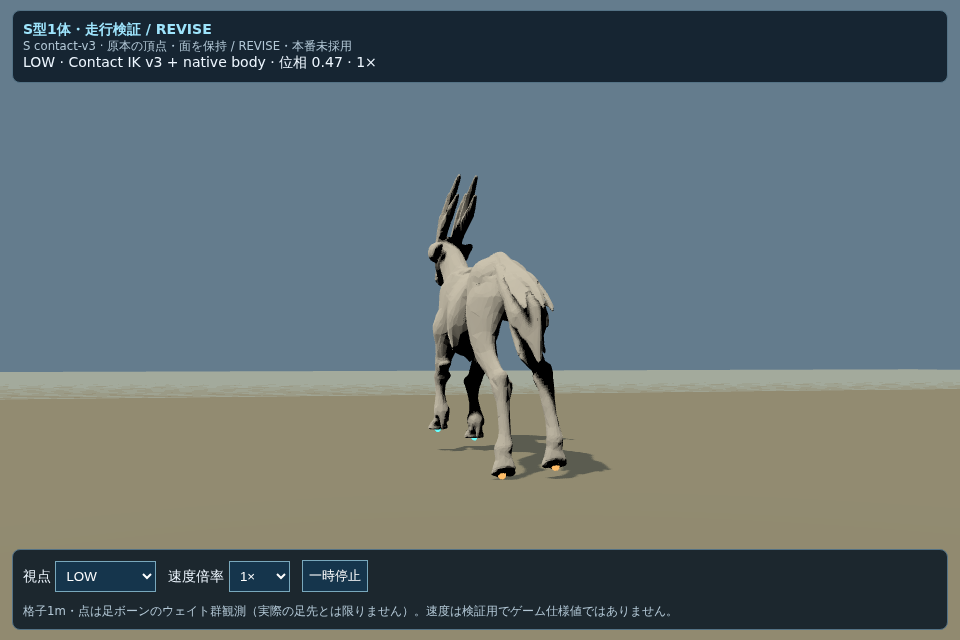 S型1体・走行検証 / REVISE
S contact-v3 · 原本の頂点・面を保持 / REVISE・本番未採用
LOW · Contact IK v3 + native body · 位相 0.47 · 1×
視点 LOW 速度倍率 1× 一時停止
格子1m・点は足ボーンのウェイト群観測（実際の足先とは限りません）。速度は検証用でゲーム仕様値ではありません。